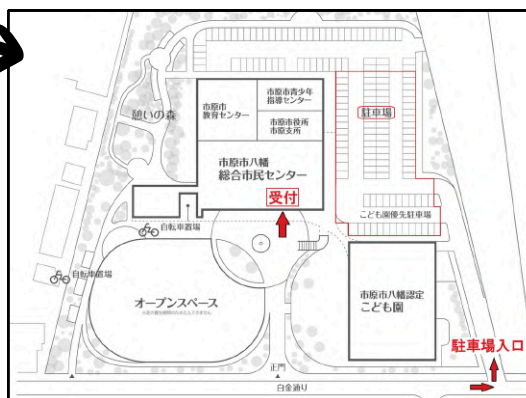 市原市青少年
指導センター
市原市
教育センター
市原市役所
市原支所
駐車場
憩いの森
市原市八幡
総合市民センター
受付
こども園優先駐車場
自転車置場
自転車置場
オープンスペース
市原市八幡認定
こども園
駐車場入口
正門
白金通り